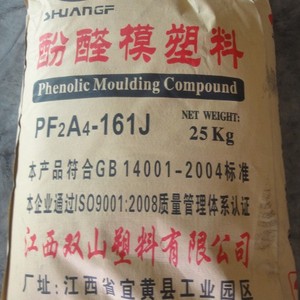 SHUANGF
酚醛模塑料
Phenolic Moulding Compound
PF2A4-161J
NET WEIGHT:
25Kg
本产品符合GB 14001-2004标准
本企业通过ISO9001:2008质量管理体系认证
江西双山塑料有限公司
厂址:江西省宜黄县工业园区